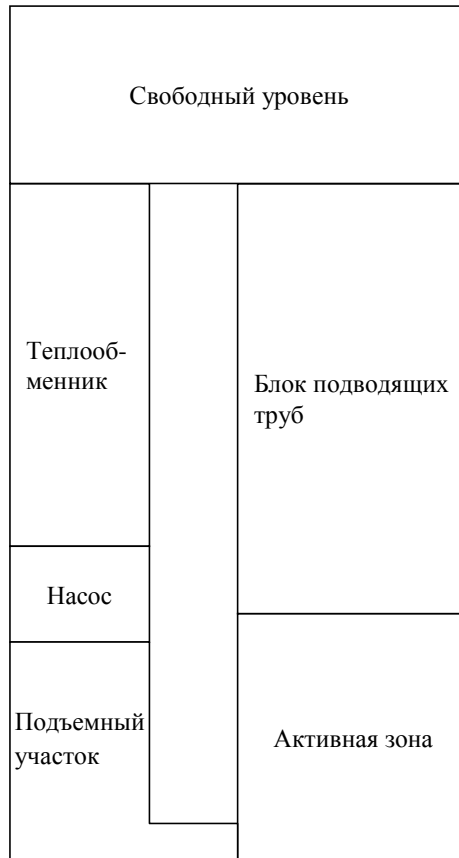 Свободный уровень
Теплооб-
менник
Блок подводящих
труб
Насос
Подъемный
участок
Активная зона